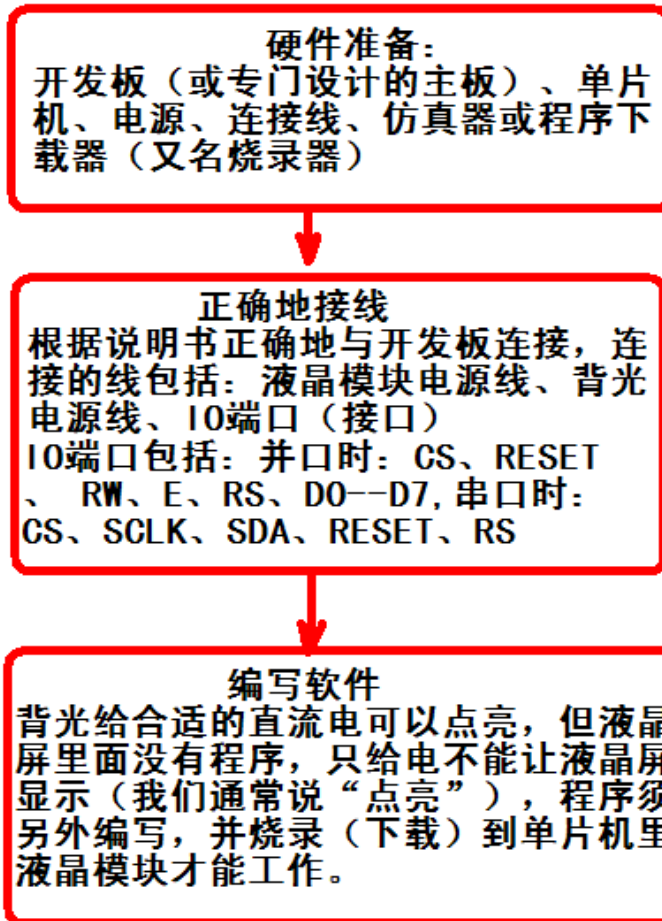 硬件准备：
开发板（或专门设计的主板）、单片
机、电源、连接线、仿真器或程序下
载器（又名烧录器）
正确地接线
根据说明书正确地与开发板连接，连
接的线包括：液晶模块电源线、背光
电源线、IO端口（接口）
IO端口包括：并口时：CS、RESET
、 RW、E、RS、D0--D7,串口时：
CS、SCLK、SDA、RESET、RS
编写软件
背光给合适的直流电可以点亮，但液晶
屏里面没有程序，只给电不能让液晶屏
显示（我们通常说“点亮”），程序须
另外编写，并烧录（下载）到单片机里
液晶模块才能工作。